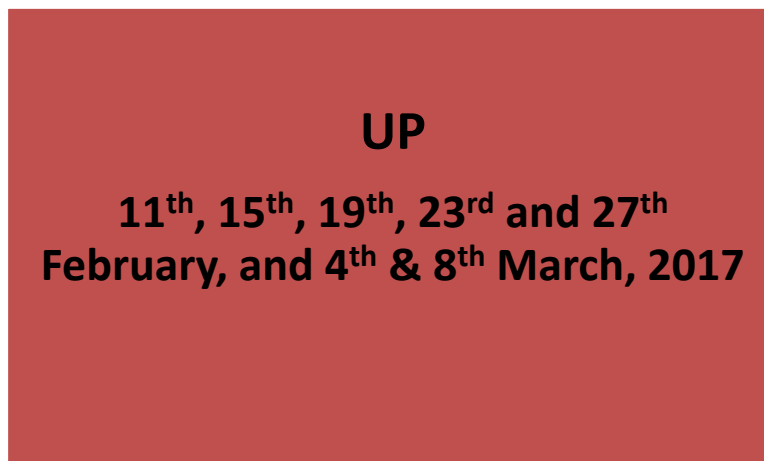 UP
11th, 15th, 19th, 23rd and 27th
February, and 4th & 8th March, 2017